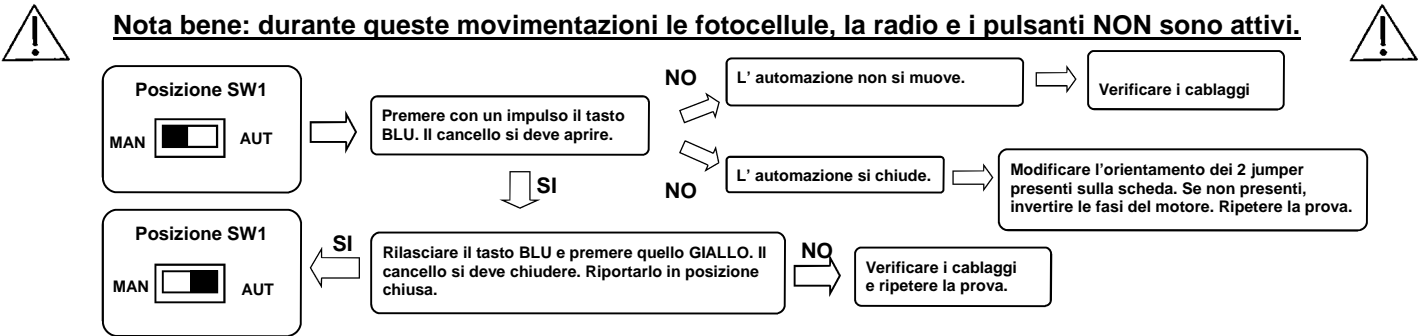 Nota bene: durante queste movimentazioni le fotocellule, la radio e i pulsanti NON sono attivi.
Posizione SW1
MAN
AUT
Premere con un impulso il tasto
BLU. Il cancello si deve aprire.
NO
L' automazione non si muove.
Verificare i cablaggi
NO
L' automazione si chiude.
Modificare l'orientamento dei 2 jumper
presenti sulla scheda. Se non presenti,
invertire le fasi del motore. Ripetere la prova.
SI
Rilasciare il tasto BLU e premere quello GIALLO. Il
cancello si deve chiudere. Riportarlo in posizione
chiusa.
NO
Verificare i cablaggi
e ripetere la prova.
SI
Posizione SW1
MAN
AUT